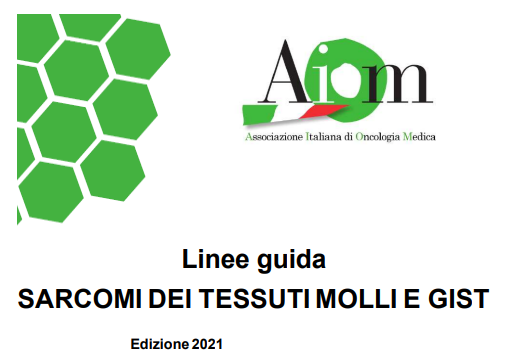 Aiom
Associazione Italiana di Oncologia Medica
Linee guida
SARCOMI DEI TESSUTI MOLLI E GIST
Edizione 2021